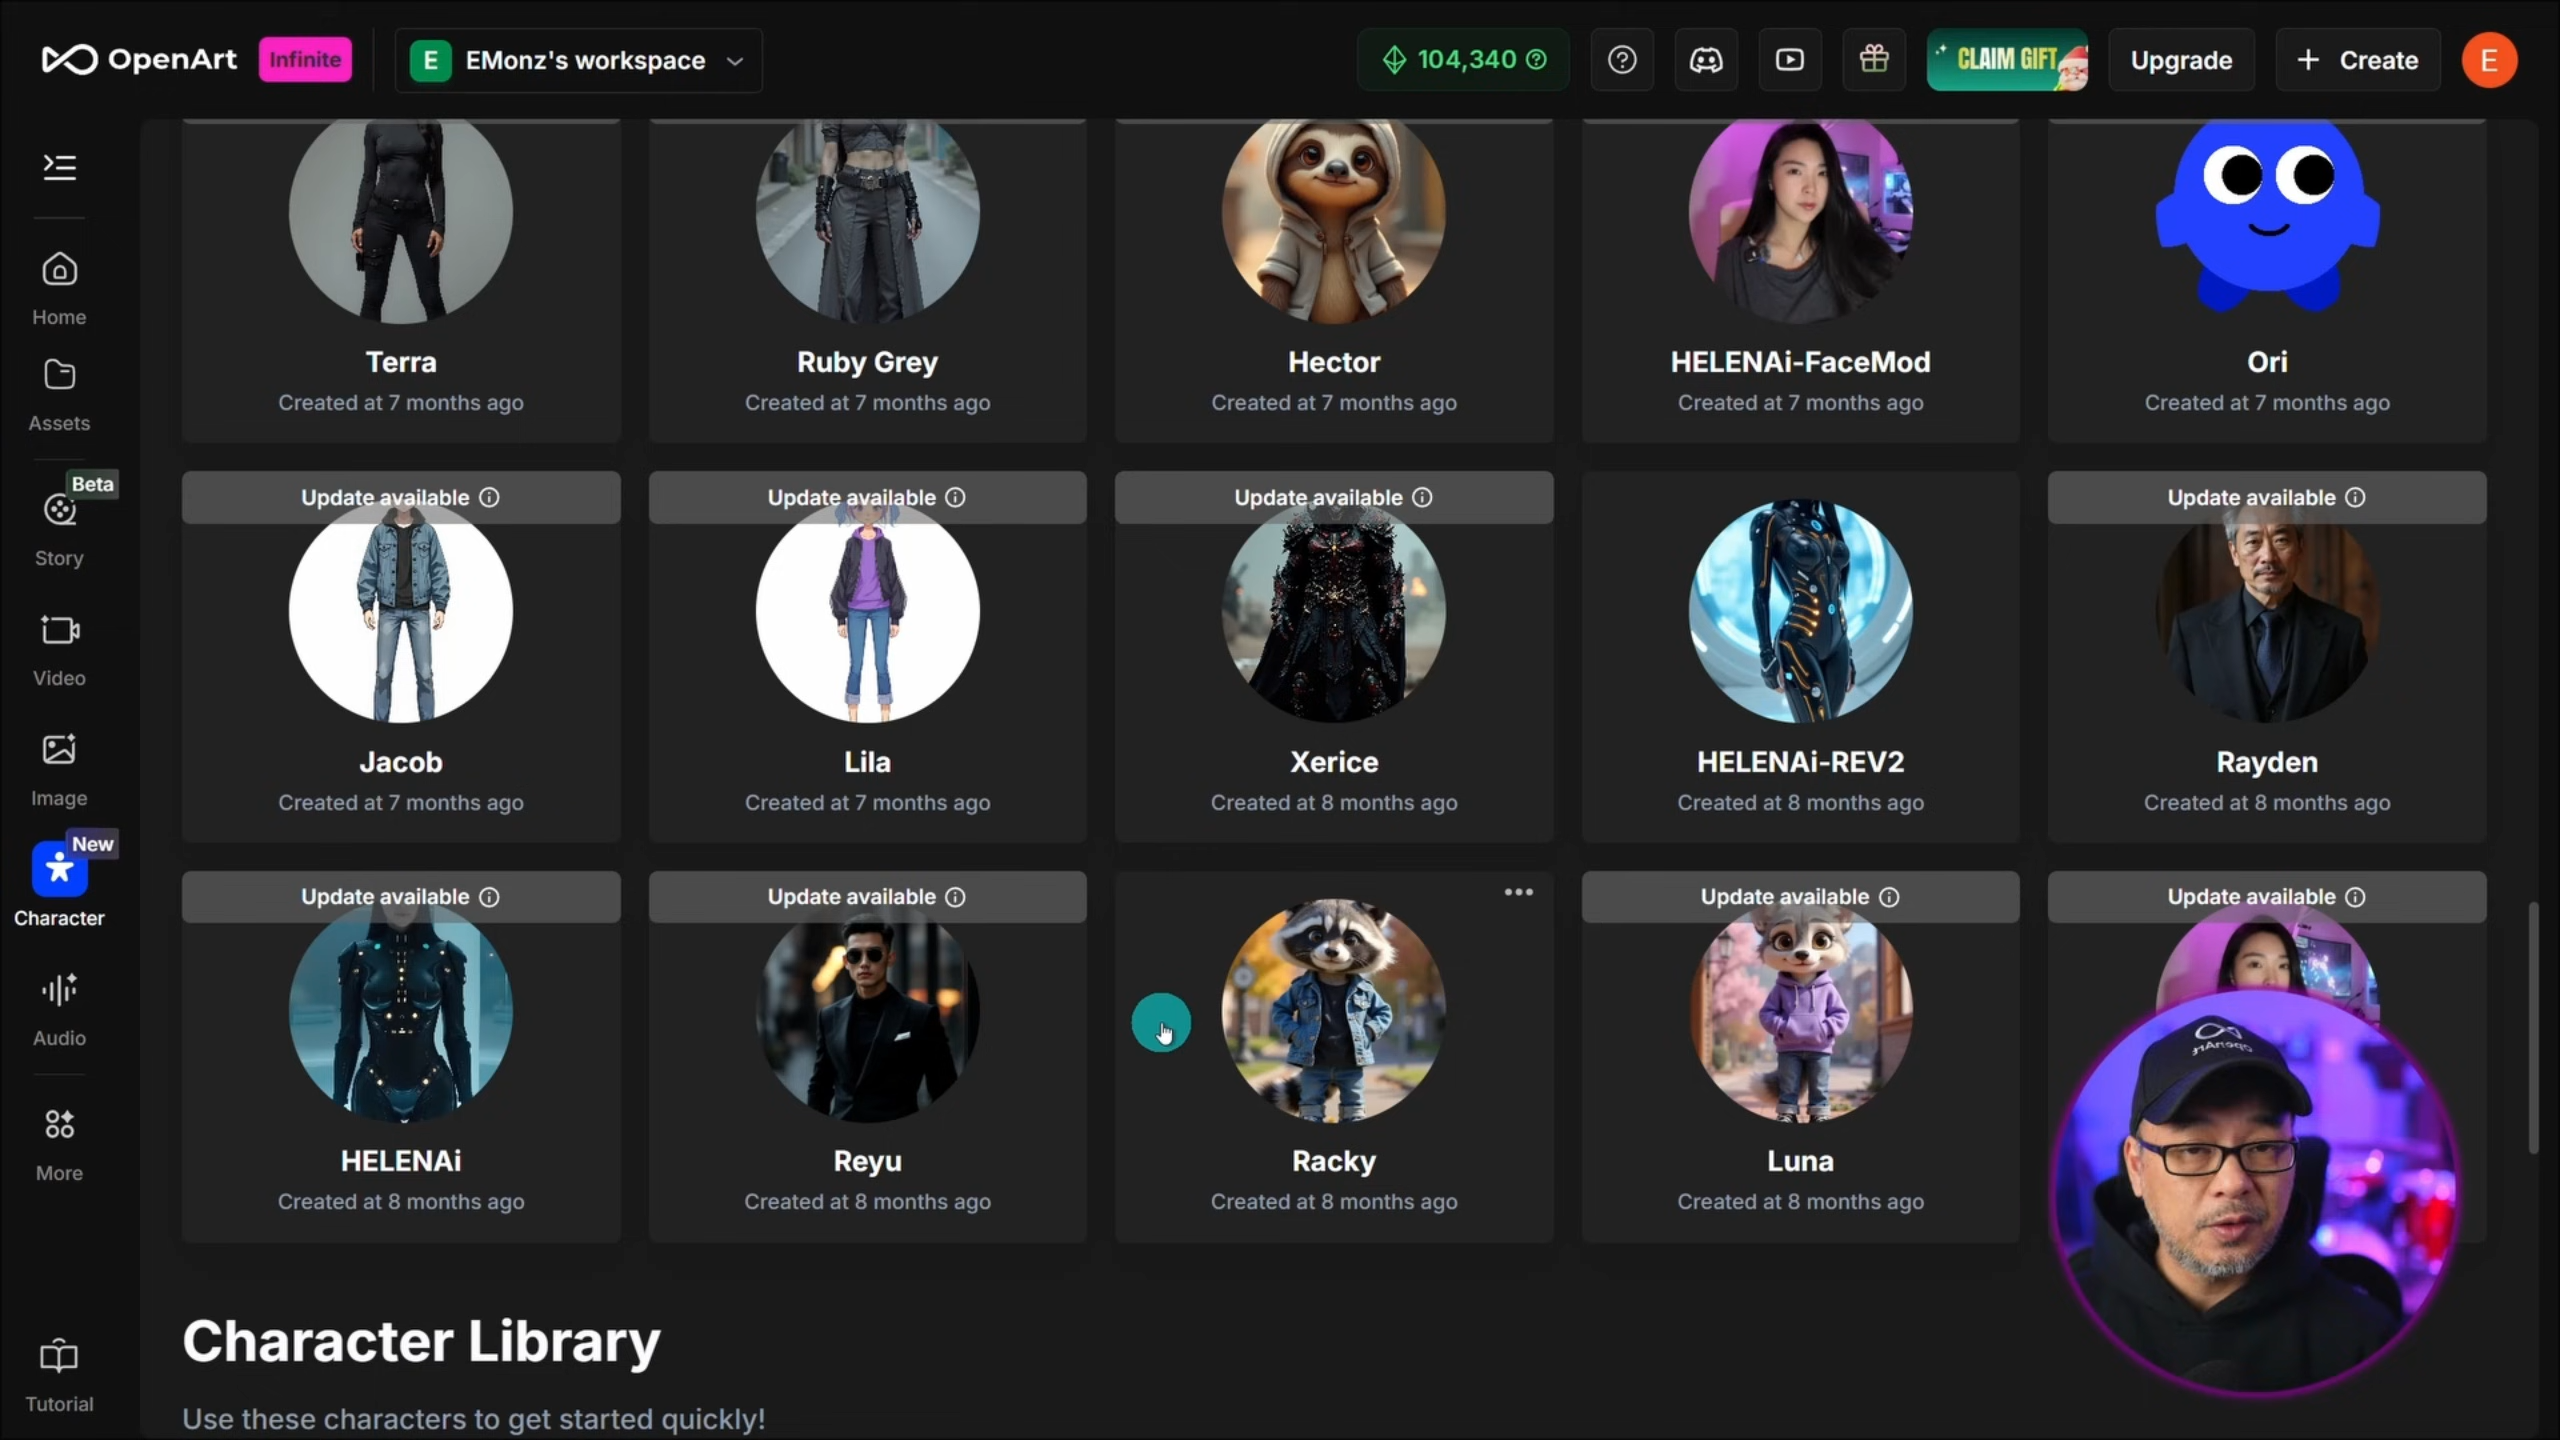 OpenArt Infinite E EMonz's workspace 104,340 CLAIM GIFT Upgrade + Create E
Home
Assets
Beta
Story
Video
Image
New
Character
Audio
More
Tutorial
Terra Ruby Grey Hector HELENAi-FaceMod Ori
Created at 7 months ago Created at 7 months ago Created at 7 months ago Created at 7 months ago Created at 7 months ago
Update available Update available Update available Update available
Jacob Lila Xerice HELENAi-REV2 Rayden
Created at 7 months ago Created at 7 months ago Created at 8 months ago Created at 8 months ago Created at 8 months ago
Update available Update available Update available Update available
HELENAi Reyu Racky Luna
Created at 8 months ago Created at 8 months ago Created at 8 months ago Created at 8 months ago
OpenArt
Character Library
Use these characters to get started quickly!